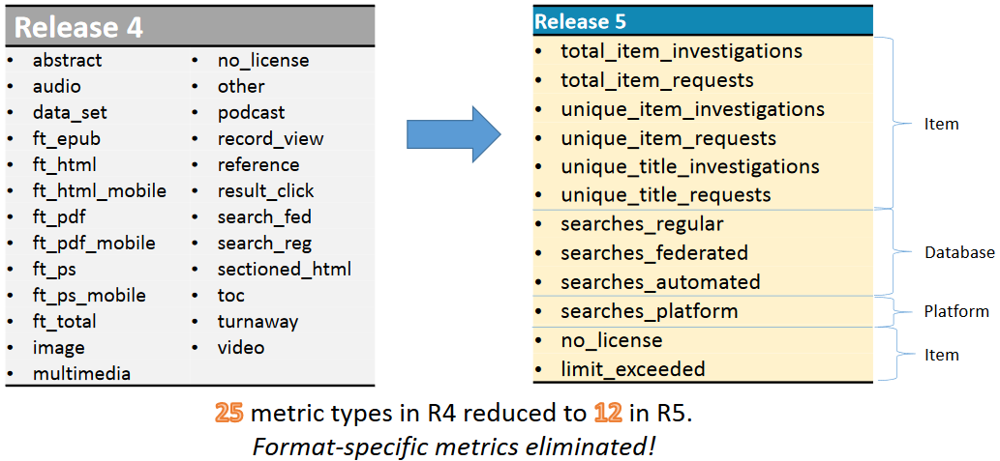 Release 4
• abstract
• audio
• data_set
• ft_epub
• ft_html
• ft_html_mobile
• ft_pdf
• ft_pdf_mobile
• ft_ps
• ft_ps_mobile
• ft_total
• image
• multimedia
• no_license
• other
• podcast
• record_view
• reference
• result_click
• search_fed
• search_reg
• sectioned_html
• toc
• turnaway
• video
Release 5
• total_item_investigations
• total_item_requests
• unique_item_investigations
• unique_item_requests
• unique_title_investigations
• unique_title_requests
Item
• searches_regular
• searches_federated
• searches_automated
Database
• searches_platform
Platform
• no_license
• limit_exceeded
Item
25 metric types in R4 reduced to 12 in R5.
Format-specific metrics eliminated!